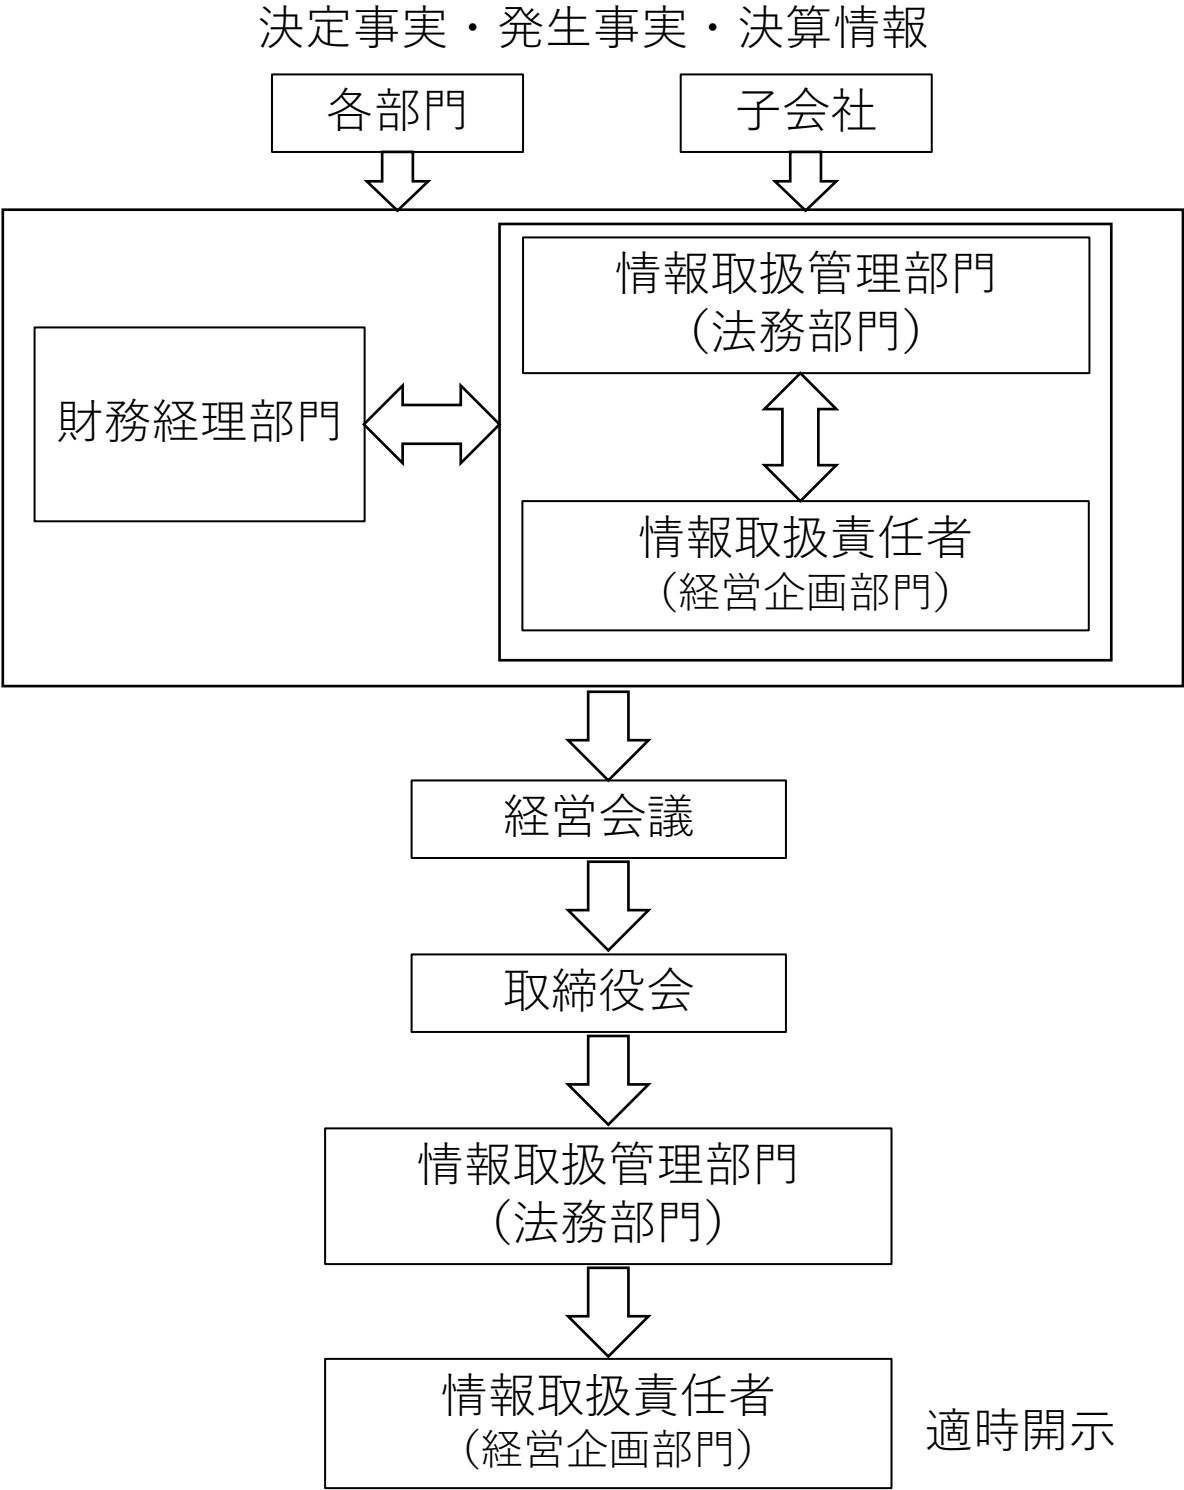 決定事実・発生事実・決算情報
各部門
子会社
情報取扱管理部門
（法務部門）
財務経理部門
情報取扱責任者
（経営企画部門）
経営会議
取締役会
情報取扱管理部門
（法務部門）
情報取扱責任者
（経営企画部門）
適時開示